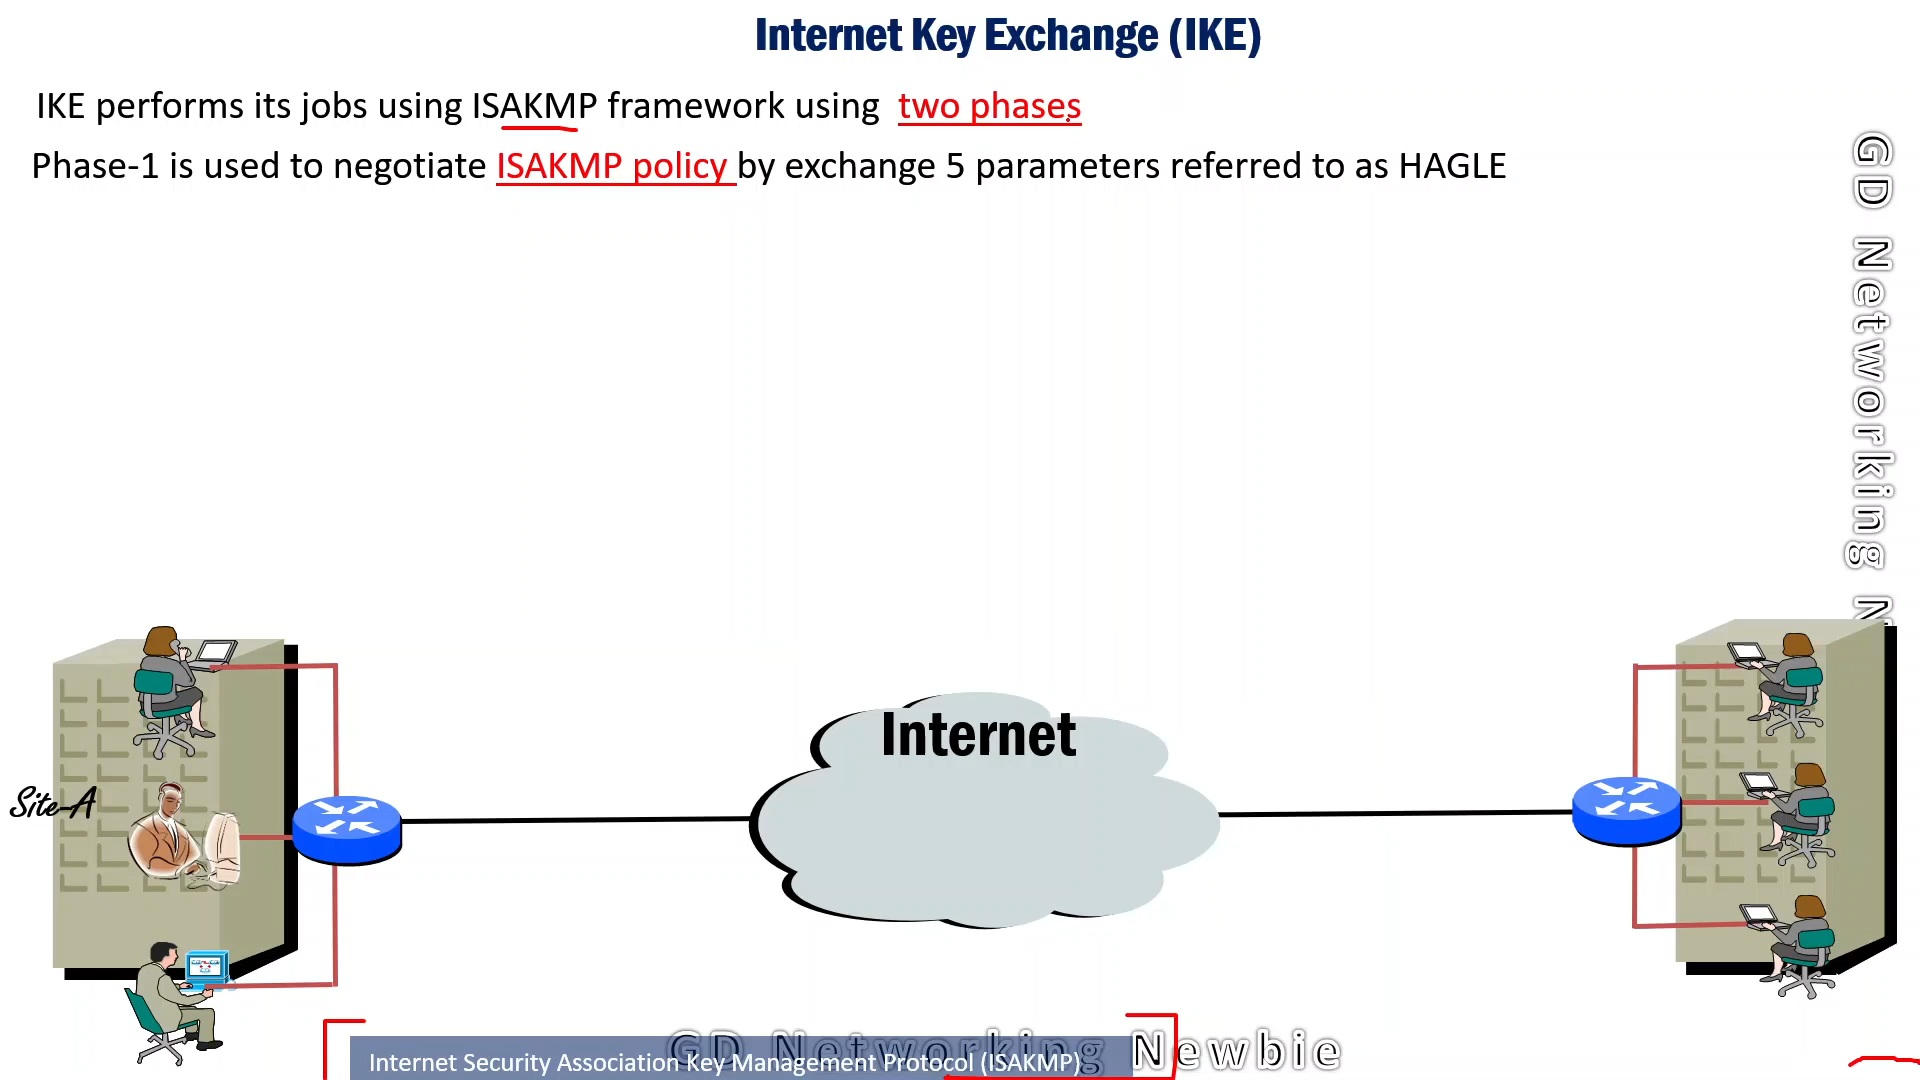 Internet Key Exchange (IKE)
IKE performs its jobs using ISAKMP framework using two phases
Phase-1 is used to negotiate ISAKMP policy by exchange 5 parameters referred to as HAGLE
GD Networking N
Internet
Site-A
GD Networking Newbie
Internet Security Association Key Management Protocol (ISAKMP)